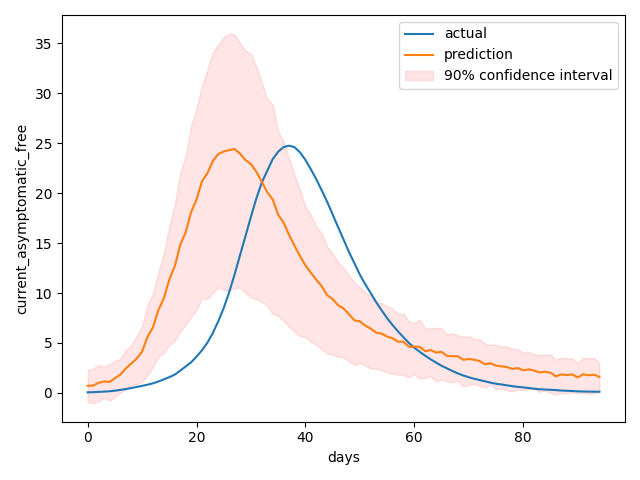 actual
prediction
90% confidence interval
current_asymptomatic_free
35
30
25
20
15
10
5
0
0 20 40 60 80
days